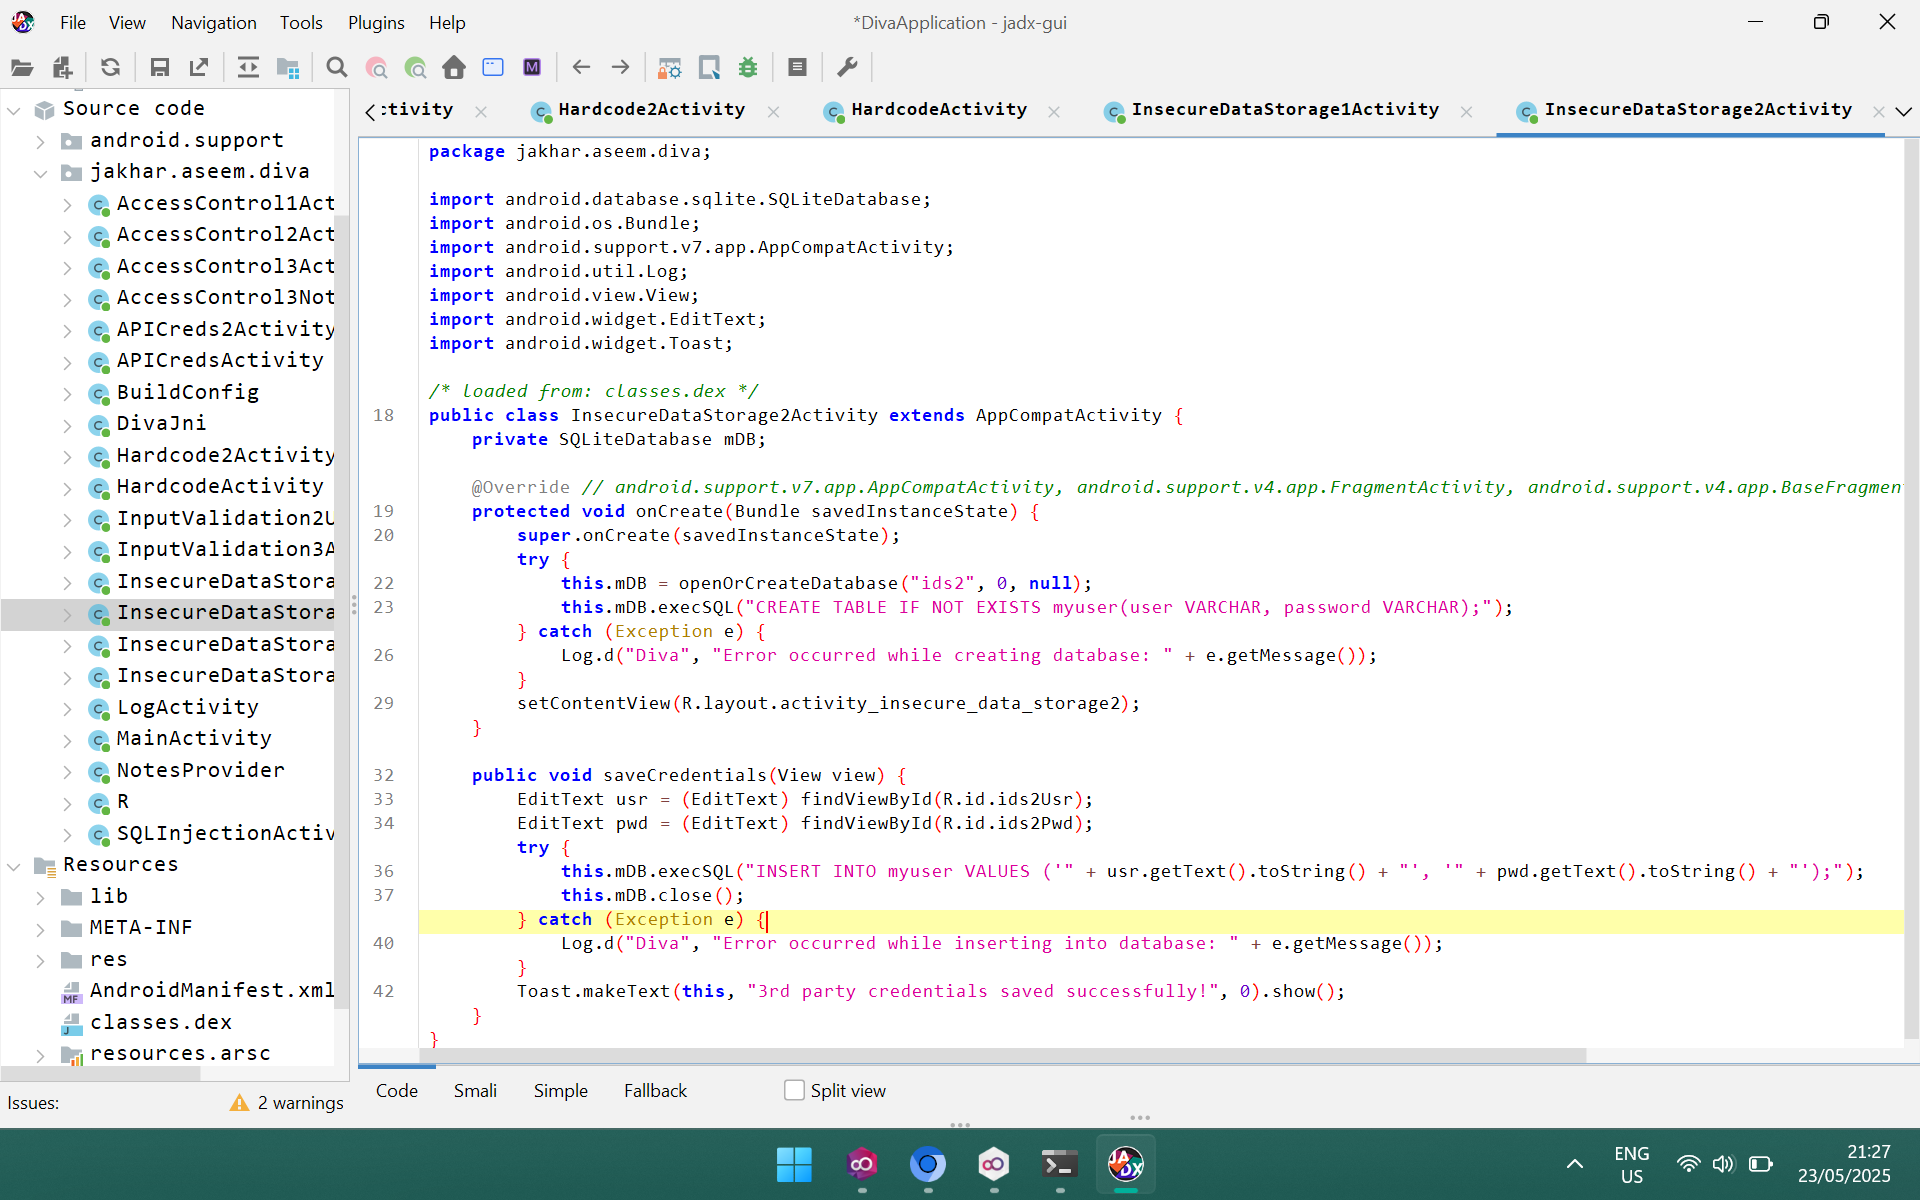 File View Navigation Tools Plugins Help
*DivaApplication - jadx-gui
Source code
android.support
jakhar.aseem.diva
AccessControl1Act
AccessControl2Act
AccessControl3Act
AccessControl3Not
APICreds2Activity
APICredsActivity
BuildConfig
DivaJni
Hardcode2Activity
HardcodeActivity
InputValidation2U
InputValidation3A
InsecureDataStora
InsecureDataStora
InsecureDataStora
InsecureDataStora
LogActivity
MainActivity
NotesProvider
R
SQLInjectionActiv
Resources
lib
META-INF
res
AndroidManifest.xml
classes.dex
resources.arsc
Issues: 2 warnings
ctivity Hardcode2Activity HardcodeActivity InsecureDataStorage1Activity InsecureDataStorage2Activity
package jakhar.aseem.diva;
import android.database.sqlite.SQLiteDatabase;
import android.os.Bundle;
import android.support.v7.app.AppCompatActivity;
import android.util.Log;
import android.view.View;
import android.widget.EditText;
import android.widget.Toast;
/* loaded from: classes.dex */
18 public class InsecureDataStorage2Activity extends AppCompatActivity {
private SQLiteDatabase mDB;
@Override // android.support.v7.app.AppCompatActivity, android.support.v4.app.FragmentActivity, android.support.v4.app.BaseFragmen
19 protected void onCreate(Bundle savedInstanceState) {
20 super.onCreate(savedInstanceState);
try {
22 this.mDB = openOrCreateDatabase("ids2", 0, null);
23 this.mDB.execSQL("CREATE TABLE IF NOT EXISTS myuser(user VARCHAR, password VARCHAR);");
} catch (Exception e) {
26 Log.d("Diva", "Error occurred while creating database: " + e.getMessage());
}
29 setContentView(R.layout.activity_insecure_data_storage2);
}
32 public void saveCredentials(View view) {
33 EditText usr = (EditText) findViewById(R.id.ids2Usr);
34 EditText pwd = (EditText) findViewById(R.id.ids2Pwd);
try {
36 this.mDB.execSQL("INSERT INTO myuser VALUES ('" + usr.getText().toString() + "', '" + pwd.getText().toString() + "');");
37 this.mDB.close();
} catch (Exception e) {
40 Log.d("Diva", "Error occurred while inserting into database: " + e.getMessage());
}
42 Toast.makeText(this, "3rd party credentials saved successfully!", 0).show();
}
}
Code Smali Simple Fallback Split view
ENG
US
21:27
23/05/2025